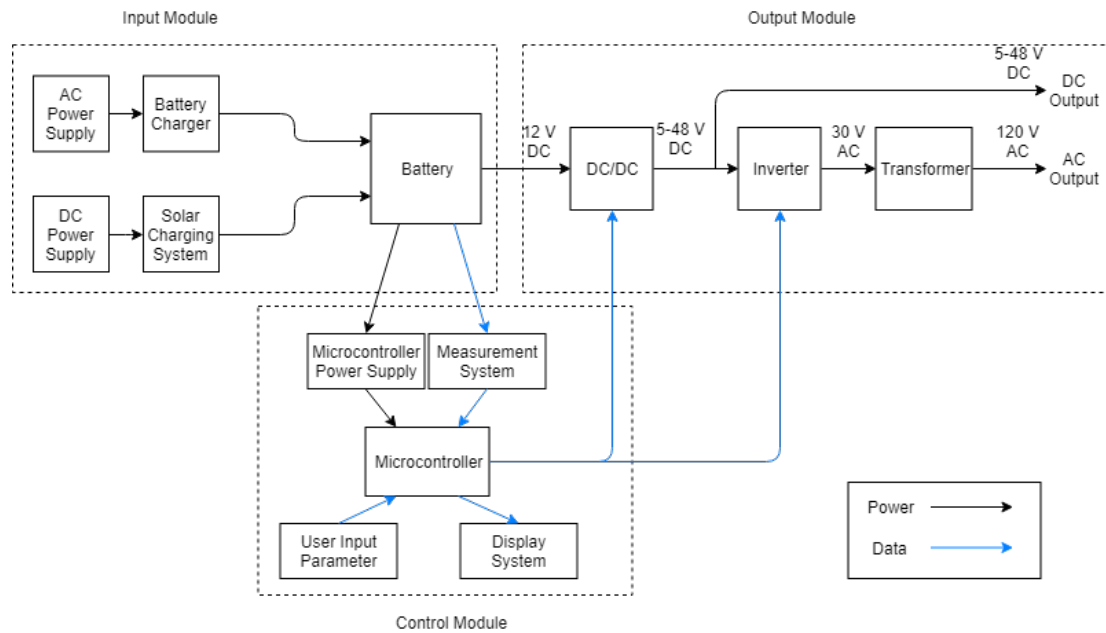 Input Module
Output Module
AC
Power
Supply
Battery
Charger
DC
Power
Supply
Solar
Charging
System
Battery
12 V
DC
DC/DC
5-48 V
DC
Inverter
30 V
AC
Transformer
120 V
AC
5-48 V
DC
DC
Output
AC
Output
Microcontroller
Power Supply
Measurement
System
Microcontroller
User Input
Parameter
Display
System
Control Module
Power
Data